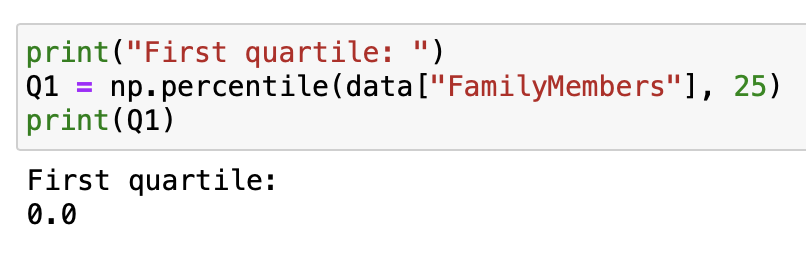 print("First quartile: ")
Q1 = np.percentile(data["FamilyMembers"], 25)
print(Q1)
First quartile:
0.0